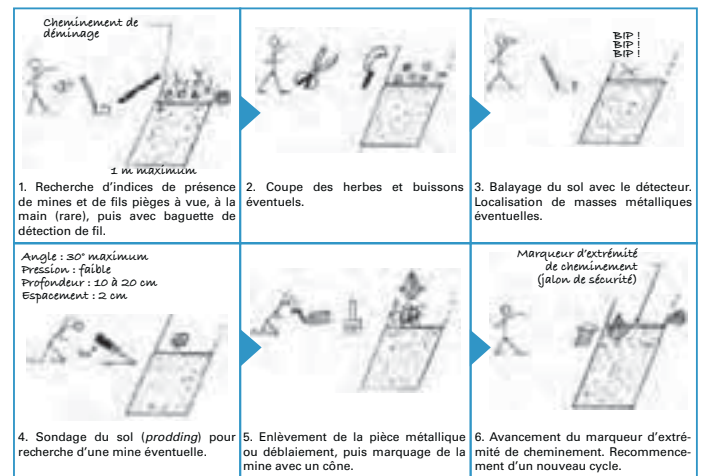 Cheminement de
déminage
1 m maximum
1. Recherche d'indices de présence
de mines et de fils pièges à vue, à la
main (rare), puis avec baguette de
détection de fil.
2. Coupe des herbes et buissons
éventuels.
BIP !
BIP !
BIP !
3. Balayage du sol avec le détecteur.
Localisation de masses métalliques
éventuelles.
Angle : 30° maximum
Pression : faible
Profondeur : 10 à 20 cm
Espacement : 2 cm
4. Sondage du sol (prodding) pour
recherche d'une mine éventuelle.
5. Enlèvement de la pièce métallique
ou déblaiement, puis marquage de la
mine avec un cône.
Marqueur d'extrémité
de cheminement
(jalon de sécurité)
6. Avancement du marqueur d'extré-
mité de cheminement. Recommence-
ment d'un nouveau cycle.